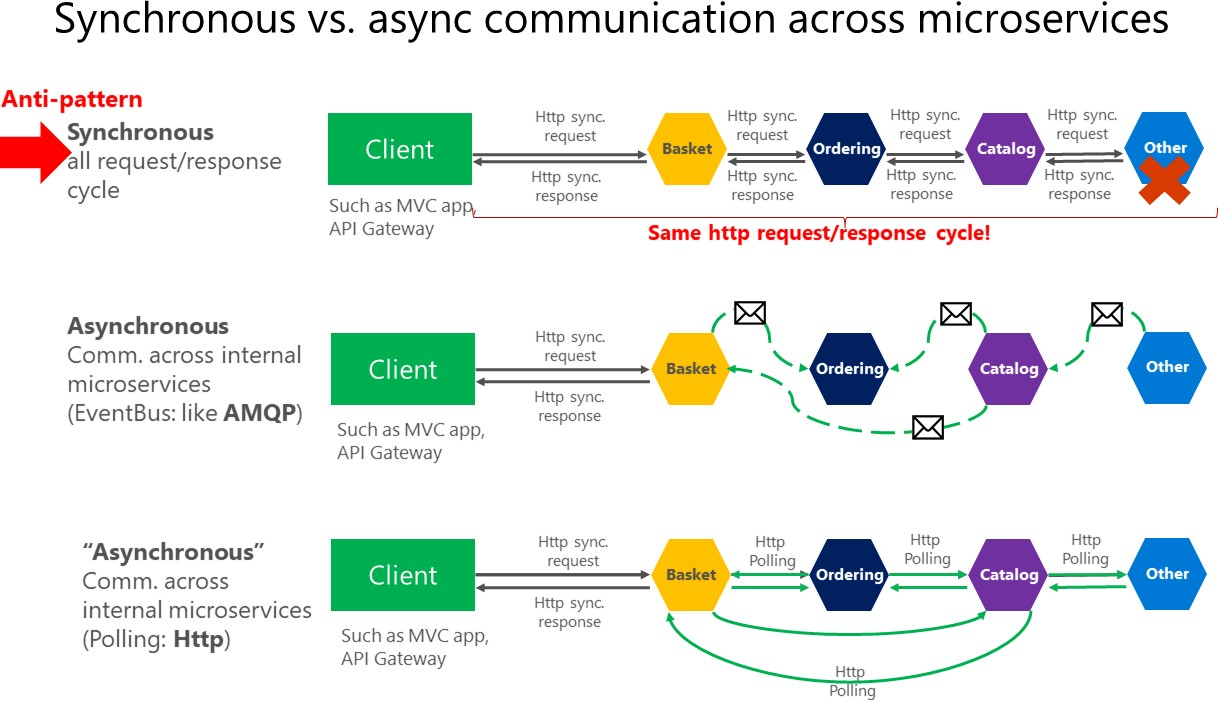 Synchronous vs. async communication across microservices
Anti-pattern
Synchronous
all request/response
cycle
Client
Such as MVC app,
API Gateway
Http sync.
request
Http sync.
response
Basket
Http sync.
request
Http sync.
response
Ordering
Http sync.
request
Http sync.
response
Catalog
Http sync.
request
Http sync.
response
Other
Same http request/response cycle!
Asynchronous
Comm. across internal
microservices
(EventBus: like AMQP)
Client
Such as MVC app,
API Gateway
Http sync.
request
Http sync.
response
Basket
Ordering
Catalog
Other
“Asynchronous”
Comm. across
internal microservices
(Polling: Http)
Client
Such as MVC app,
API Gateway
Http sync.
request
Http sync.
response
Basket
Http
Polling
Ordering
Http
Polling
Catalog
Http
Polling
Other
Http
Polling